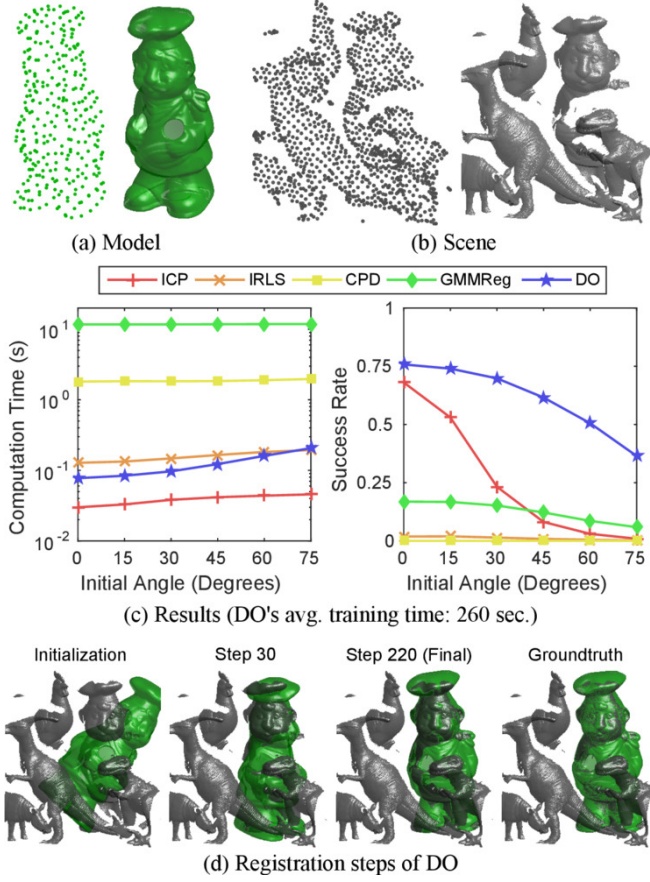 (a) Model
(b) Scene
ICP IRLS CPD GMMReg DO
Computation Time (s)
10^1
10^0
10^-1
10^-2
0 15 30 45 60 75
Initial Angle (Degrees)
Success Rate
1
0.75
0.5
0.25
0
0 15 30 45 60 75
Initial Angle (Degrees)
(c) Results (DO's avg. training time: 260 sec.)
Initialization Step 30 Step 220 (Final) Groundtruth
(d) Registration steps of DO